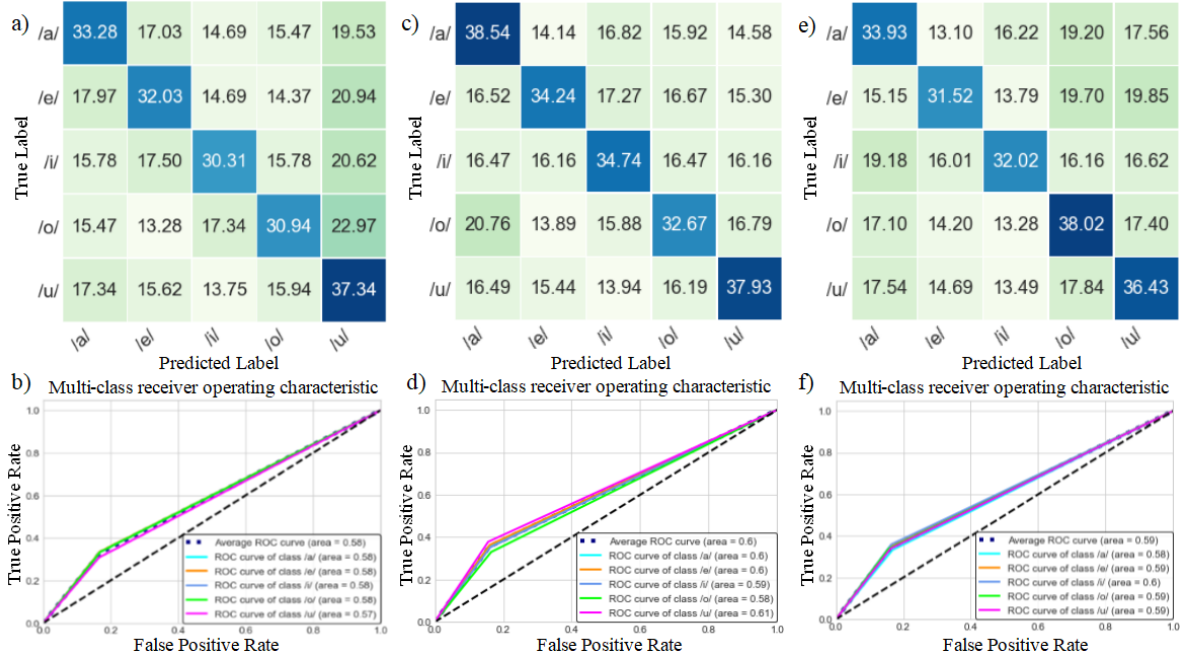 a)
True Label
/a/ 33.28 17.03 14.69 15.47 19.53
/e/ 17.97 32.03 14.69 14.37 20.94
/i/ 15.78 17.50 30.31 15.78 20.62
/o/ 15.47 13.28 17.34 30.94 22.97
/u/ 17.34 15.62 13.75 15.94 37.34
/a/ /e/ /i/ /o/ /u/
Predicted Label
c)
True Label
/a/ 38.54 14.14 16.82 15.92 14.58
/e/ 16.52 34.24 17.27 16.67 15.30
/i/ 16.47 16.16 34.74 16.47 16.16
/o/ 20.76 13.89 15.88 32.67 16.79
/u/ 16.49 15.44 13.94 16.19 37.93
/a/ /e/ /i/ /o/ /u/
Predicted Label
e)
True Label
/a/ 33.93 13.10 16.22 19.20 17.56
/e/ 15.15 31.52 13.79 19.70 19.85
/i/ 19.18 16.01 32.02 16.16 16.62
/o/ 17.10 14.20 13.28 38.02 17.40
/u/ 17.54 14.69 13.49 17.84 36.43
/a/ /e/ /i/ /o/ /u/
Predicted Label
b)
Multi-class receiver operating characteristic
True Positive Rate
1.0
0.8
0.6
0.4
0.2
0.0
Average ROC curve (area = 0.58)
ROC curve of class /a/ (area = 0.58)
ROC curve of class /e/ (area = 0.58)
ROC curve of class /i/ (area = 0.58)
ROC curve of class /o/ (area = 0.58)
ROC curve of class /u/ (area = 0.57)
0.0 0.2 0.4 0.6 0.8 1.0
False Positive Rate
d)
Multi-class receiver operating characteristic
True Positive Rate
1.0
0.8
0.6
0.4
0.2
0.0
Average ROC curve (area = 0.6)
ROC curve of class /a/ (area = 0.6)
ROC curve of class /e/ (area = 0.6)
ROC curve of class /i/ (area = 0.59)
ROC curve of class /o/ (area = 0.58)
ROC curve of class /u/ (area = 0.61)
0.0 0.2 0.4 0.6 0.8 1.0
False Positive Rate
f)
Multi-class receiver operating characteristic
True Positive Rate
1.0
0.8
0.6
0.4
0.2
0.0
Average ROC curve (area = 0.59)
ROC curve of class /a/ (area = 0.58)
ROC curve of class /e/ (area = 0.59)
ROC curve of class /i/ (area = 0.6)
ROC curve of class /o/ (area = 0.59)
ROC curve of class /u/ (area = 0.59)
0.0 0.2 0.4 0.6 0.8 1.0
False Positive Rate